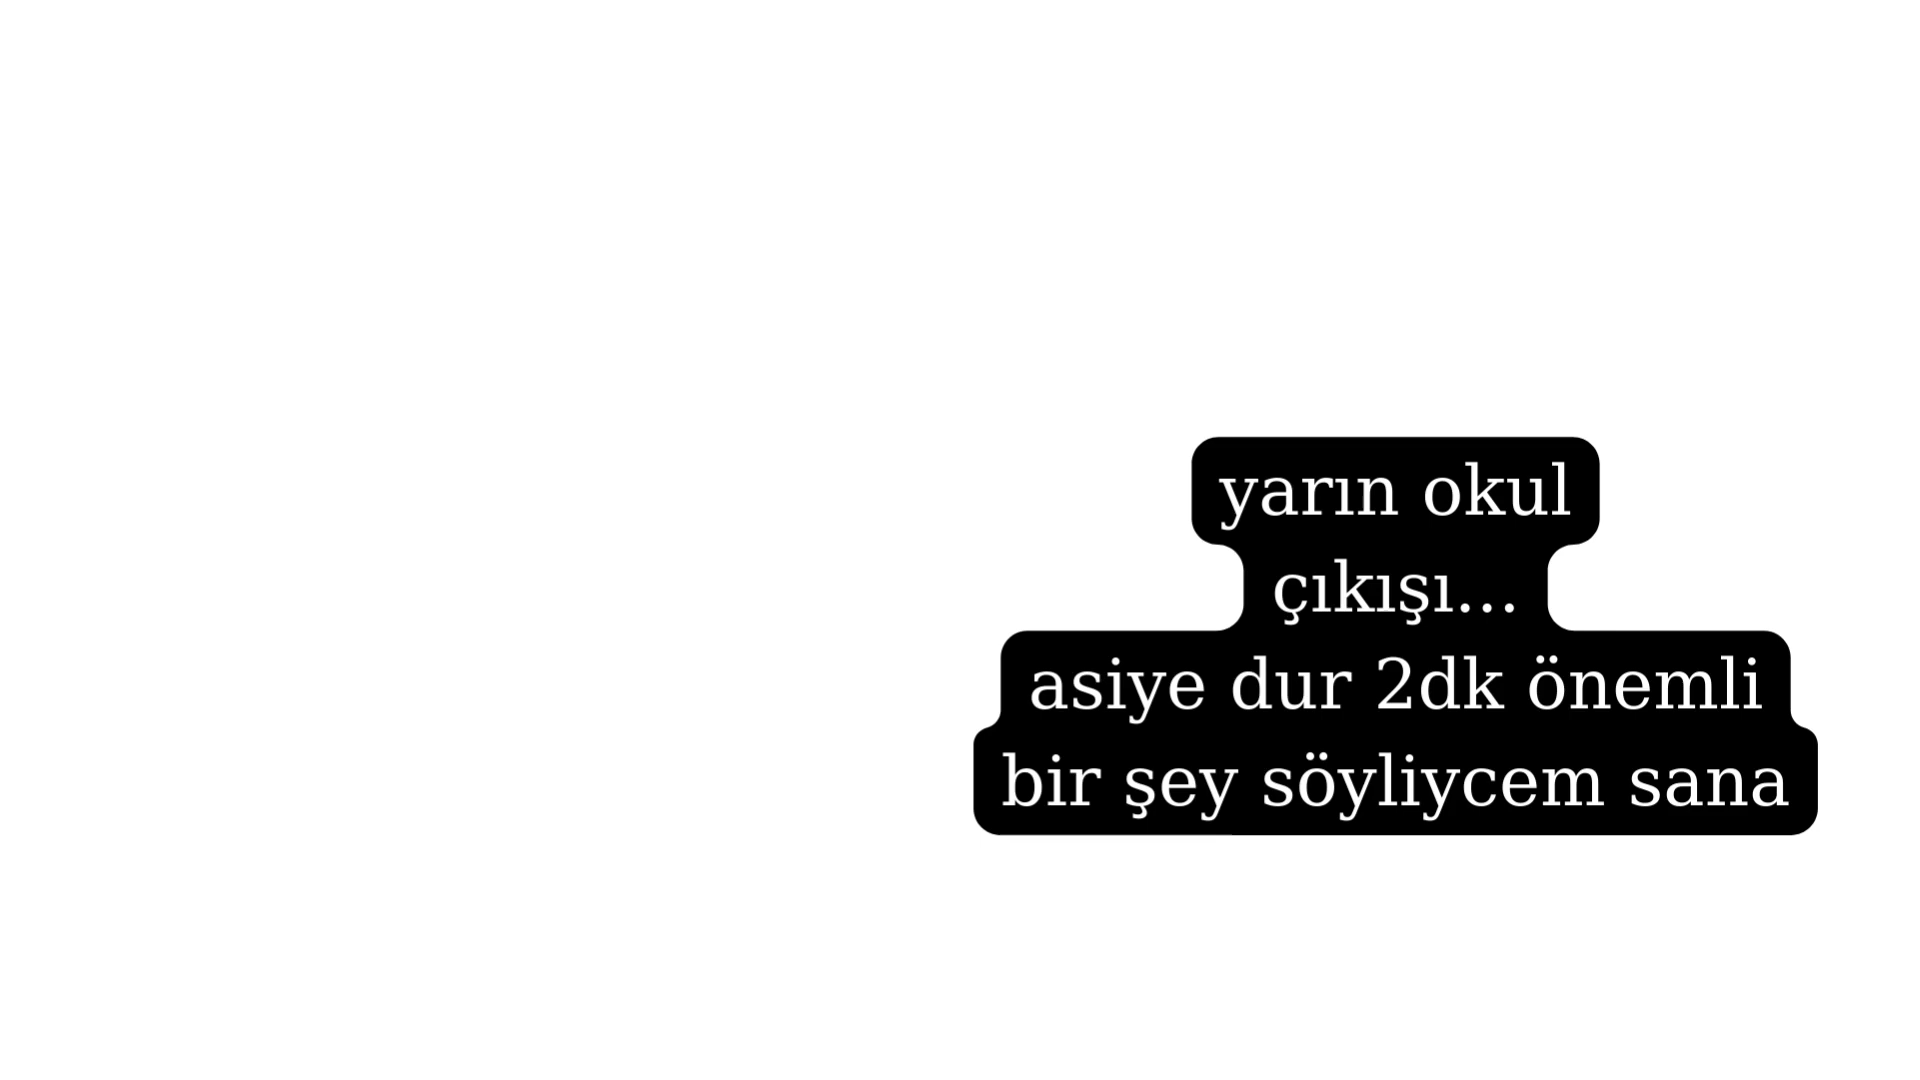 yarın okul
çıkışı...
asiye dur 2dk önemli
bir şey söyliycem sana